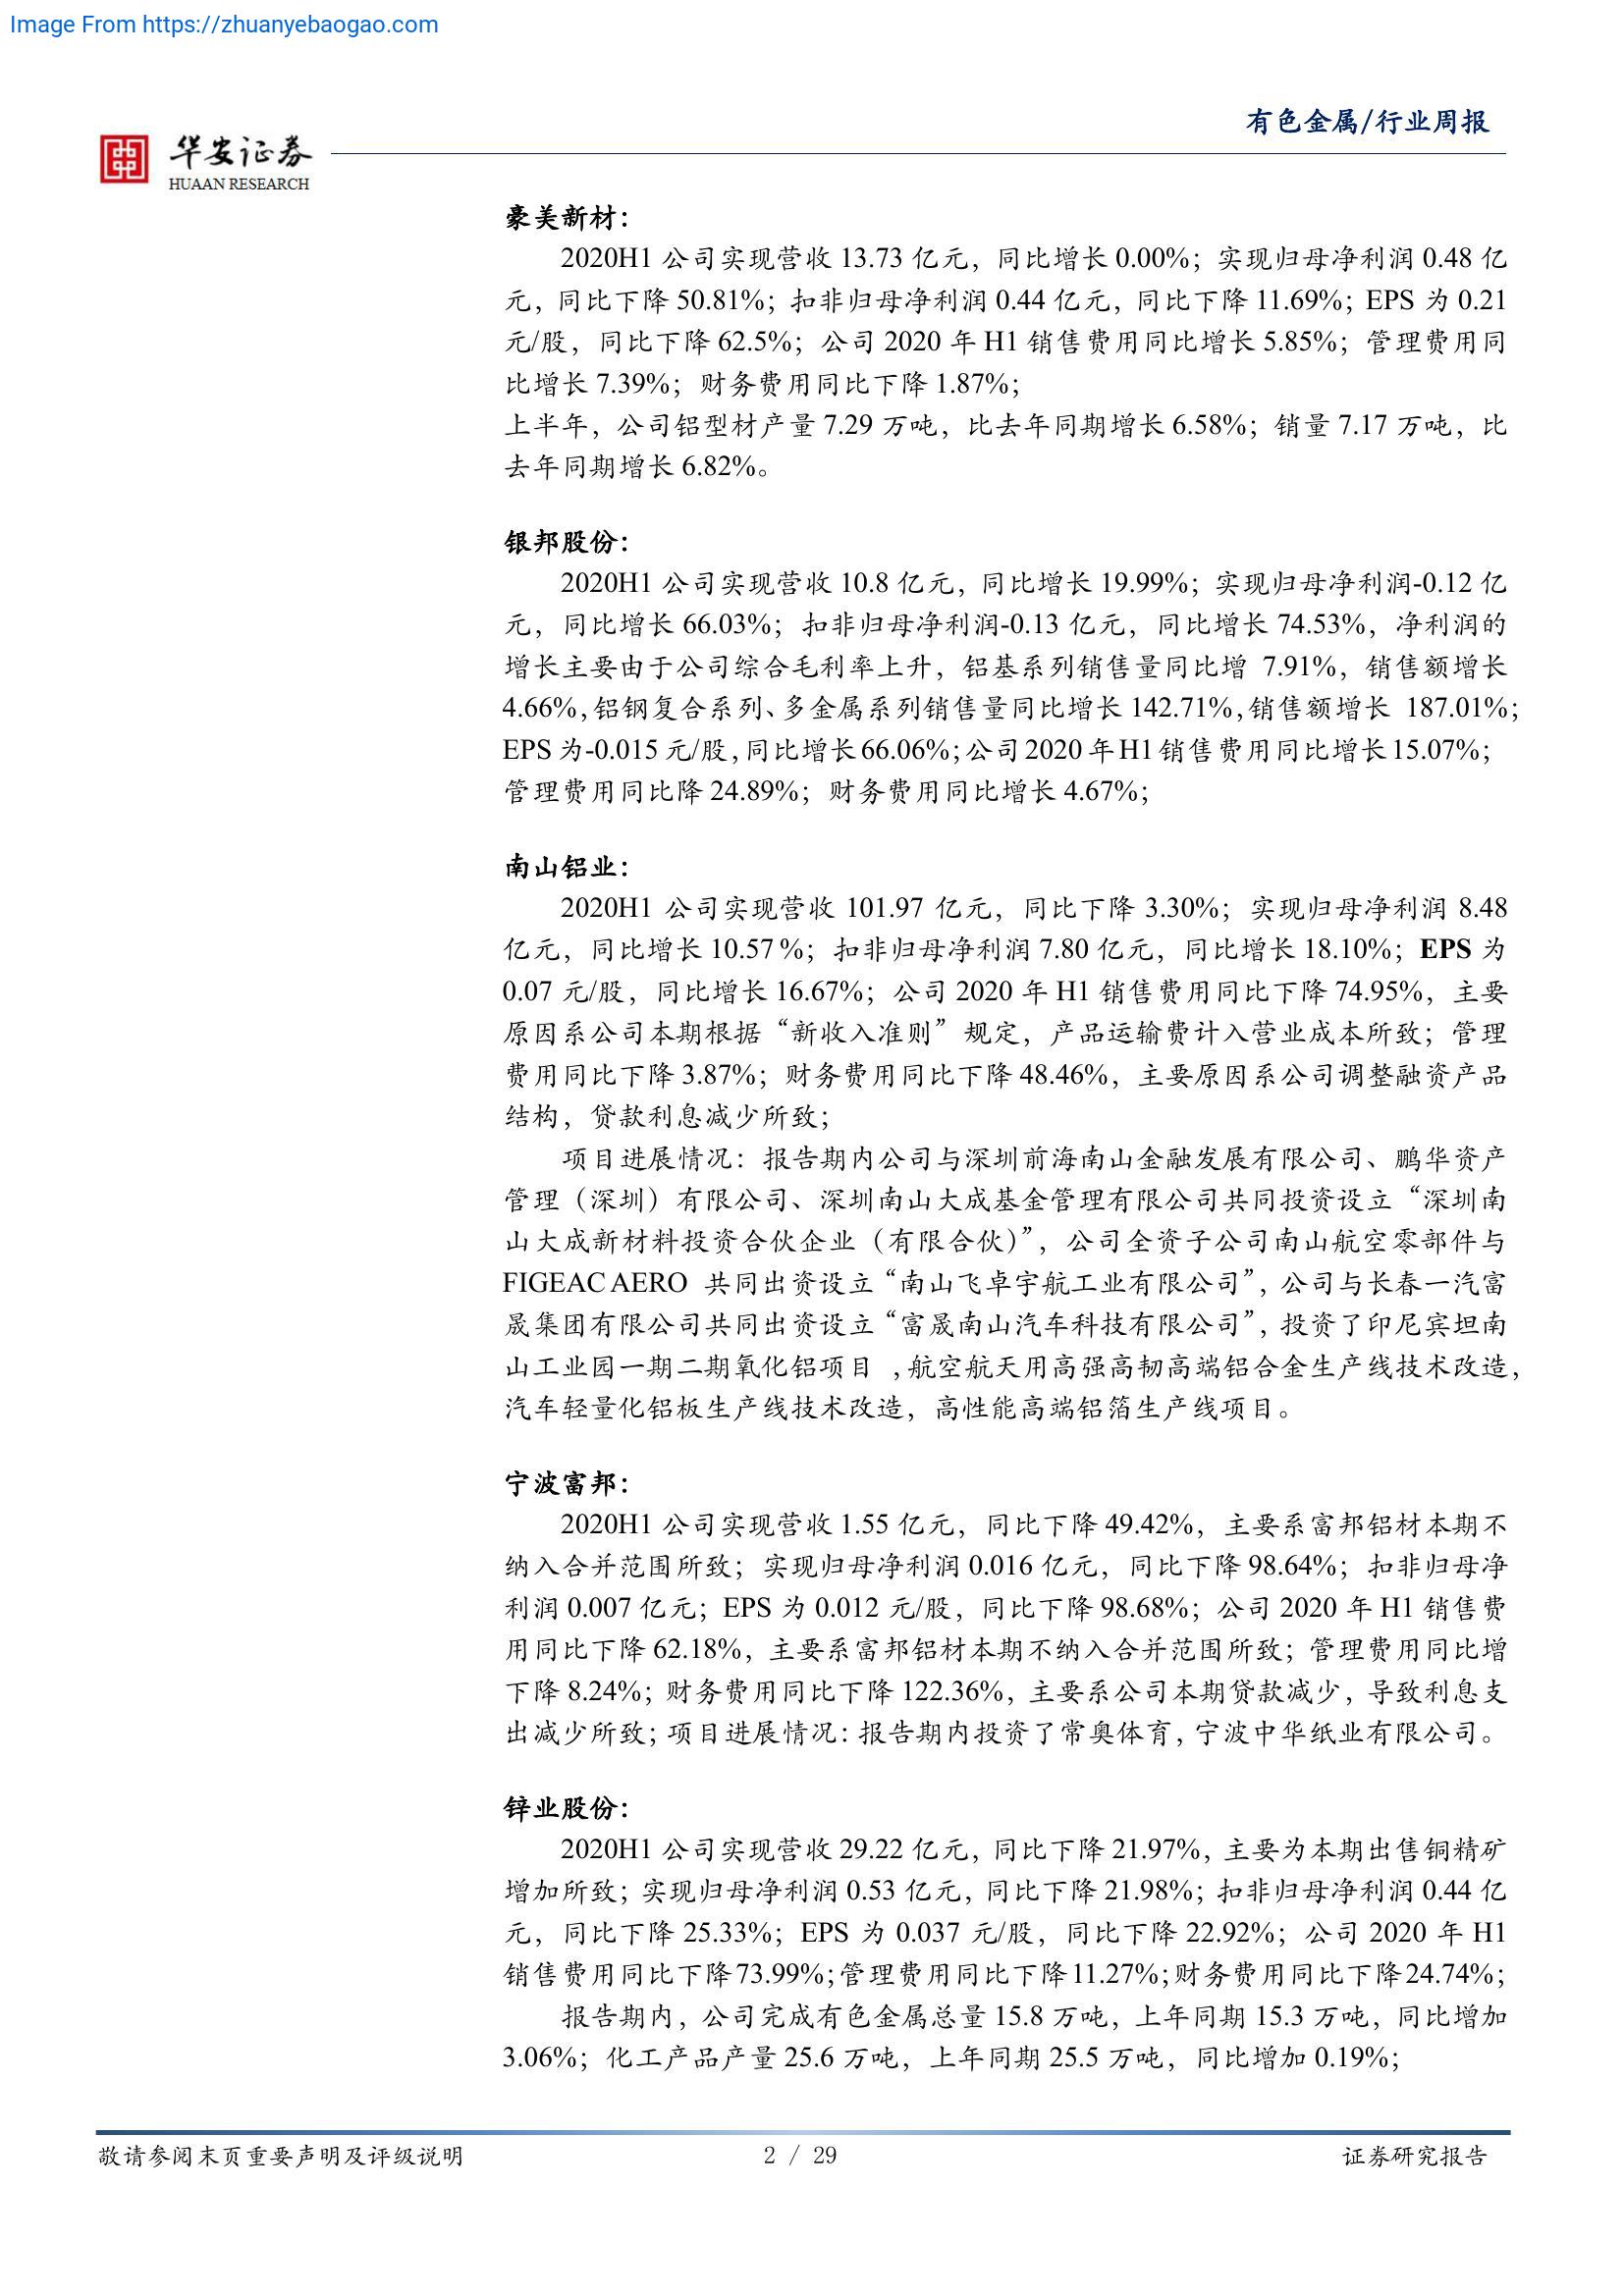 Image From https://zhuanyebaogao.com
有色金属/行业周报
华安证券
HUAAN RESEARCH
豪美新材：
2020H1 公司实现营收 13.73 亿元，同比增长 0.00%；实现归母净利润 0.48 亿
元，同比下降 50.81%；扣非归母净利润 0.44 亿元，同比下降 11.69%；EPS 为 0.21
元/股，同比下降 62.5%；公司 2020 年 H1 销售费用同比增长 5.85%；管理费用同
比增长 7.39%；财务费用同比下降 1.87%；
上半年，公司铝型材产量 7.29 万吨，比去年同期增长 6.58%；销量 7.17 万吨，比
去年同期增长 6.82%。
银邦股份：
2020H1 公司实现营收 10.8 亿元，同比增长 19.99%；实现归母净利润-0.12 亿
元，同比增长 66.03%；扣非归母净利润-0.13 亿元，同比增长 74.53%，净利润的
增长主要由于公司综合毛利率上升，铝基系列销售量同比增 7.91%，销售额增长
4.66%，铝钢复合系列、多金属系列销售量同比增长 142.71%，销售额增长 187.01%；
EPS 为-0.015 元/股，同比增长 66.06%；公司 2020 年 H1 销售费用同比增长 15.07%；
管理费用同比降 24.89%；财务费用同比增长 4.67%；
南山铝业：
2020H1 公司实现营收 101.97 亿元，同比下降 3.30%；实现归母净利润 8.48
亿元，同比增长 10.57 %；扣非归母净利润 7.80 亿元，同比增长 18.10%；EPS 为
0.07 元/股，同比增长 16.67%；公司 2020 年 H1 销售费用同比下降 74.95%，主要
原因系公司本期根据“新收入准则”规定，产品运输费计入营业成本所致；管理
费用同比下降 3.87%；财务费用同比下降 48.46%，主要原因系公司调整融资产品
结构，贷款利息减少所致；
项目进展情况：报告期内公司与深圳前海南山金融发展有限公司、鹏华资产
管理（深圳）有限公司、深圳南山大成基金管理有限公司共同投资设立“深圳南
山大成新材料投资合伙企业（有限合伙）”，公司全资子公司南山航空零部件与
FIGEAC AERO 共同出资设立“南山飞卓宇航工业有限公司”，公司与长春一汽富
晟集团有限公司共同出资设立“富晟南山汽车科技有限公司”，投资了印尼宾坦南
山工业园一期二期氧化铝项目 ，航空航天用高强高韧高端铝合金生产线技术改造，
汽车轻量化铝板生产线技术改造，高性能高端铝箔生产线项目。
宁波富邦：
2020H1 公司实现营收 1.55 亿元，同比下降 49.42%，主要系富邦铝材本期不
纳入合并范围所致；实现归母净利润 0.016 亿元，同比下降 98.64%；扣非归母净
利润 0.007 亿元；EPS 为 0.012 元/股，同比下降 98.68%；公司 2020 年 H1 销售费
用同比下降 62.18%，主要系富邦铝材本期不纳入合并范围所致；管理费用同比增
下降 8.24%；财务费用同比下降 122.36%，主要系公司本期贷款减少，导致利息支
出减少所致；项目进展情况：报告期内投资了常奥体育，宁波中华纸业有限公司。
锌业股份：
2020H1 公司实现营收 29.22 亿元，同比下降 21.97%，主要为本期出售铜精矿
增加所致；实现归母净利润 0.53 亿元，同比下降 21.98%；扣非归母净利润 0.44 亿
元，同比下降 25.33%；EPS 为 0.037 元/股，同比下降 22.92%；公司 2020 年 H1
销售费用同比下降 73.99%；管理费用同比下降 11.27%；财务费用同比下降 24.74%；
报告期内，公司完成有色金属总量 15.8 万吨，上年同期 15.3 万吨，同比增加
3.06%；化工产品产量 25.6 万吨，上年同期 25.5 万吨，同比增加 0.19%；
敬请参阅末页重要声明及评级说明
2 / 29
证券研究报告